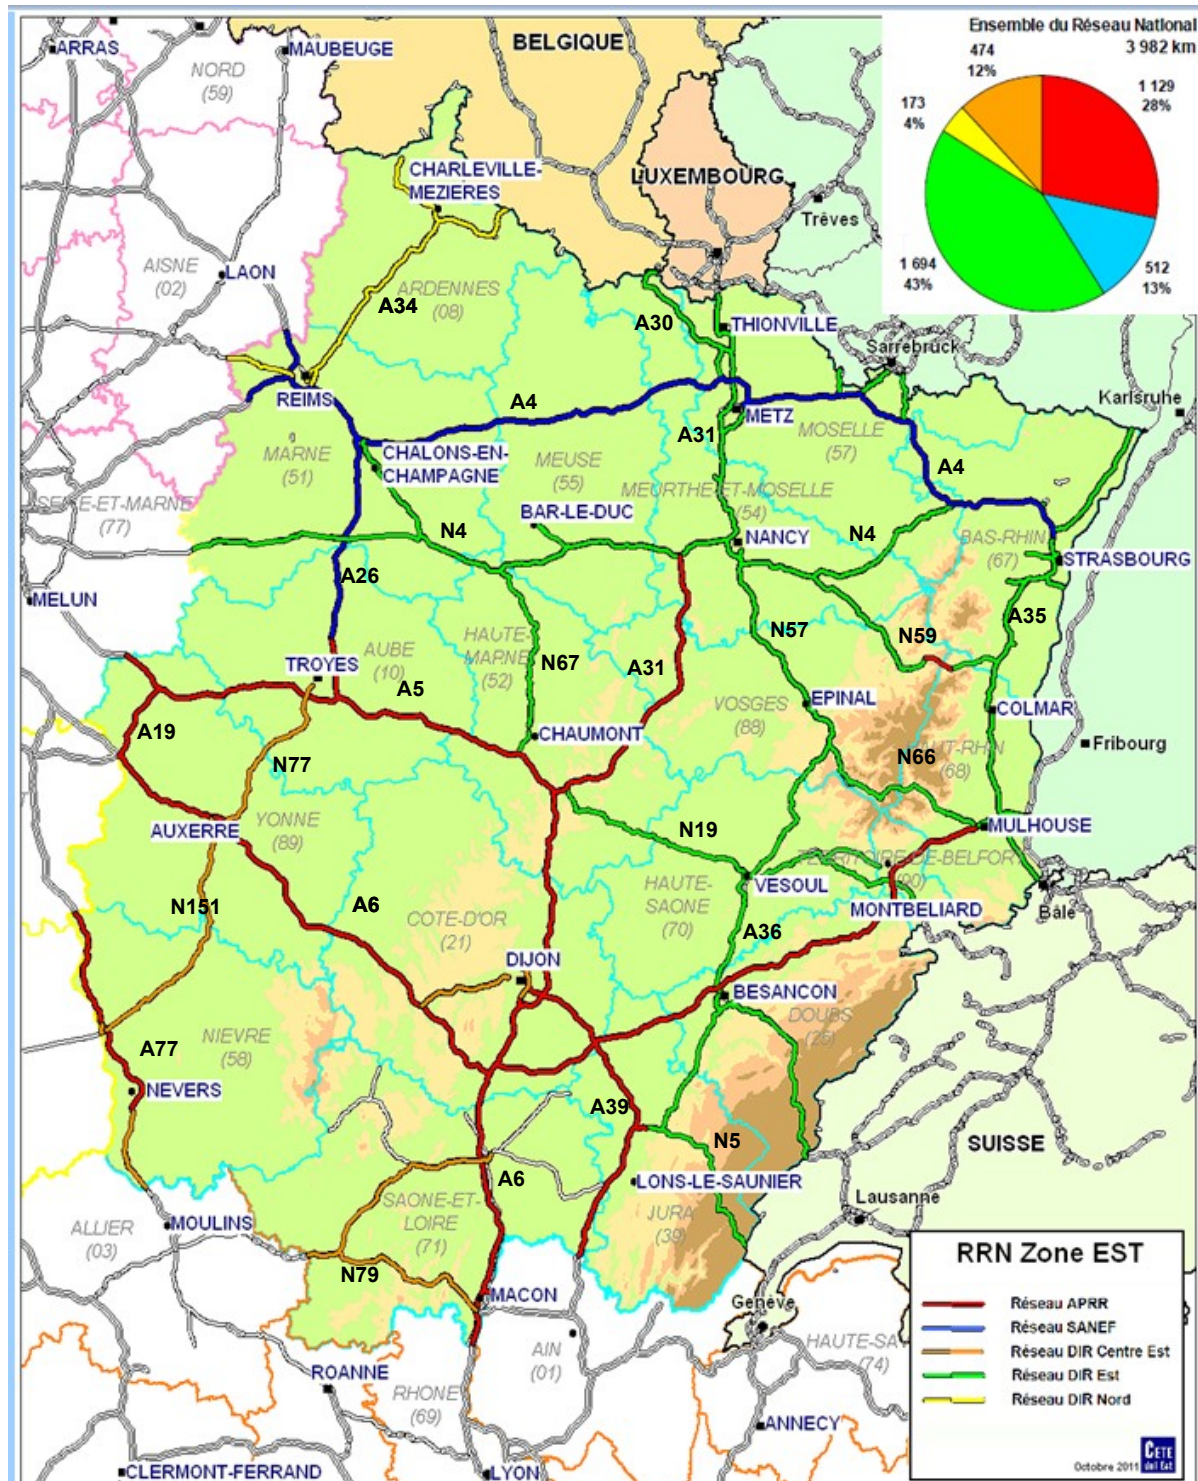 Ensemble du Réseau National
3 982 km
474
12%
1 129
28%
173
4%
1 694
43%
512
13%
ARRAS
MAUBEUGE
BELGIQUE
NORD
(59)
CHARLEVILLE-
MEZIERES
LUXEMBOURG
Trêves
AISNE
(02)
LAON
ARDENNES
(08)
A34
A30
THIONVILLE
Sarrebruck
Karlsruhe
REIMS
A4
METZ
MARNE
(51)
CHALONS-EN-
CHAMPAGNE
MEUSE
(55)
A31
MOSELLE
(57)
A4
MEURTHE-ET-MOSELLE
(54)
SEINE-ET-MARNE
(77)
BAR-LE-DUC
N4
NANCY
N4
BAS-RHIN
(67)
STRASBOURG
A26
MELUN
A35
AUBE
(10)
HAUTE-
MARNE
(52)
N57
N59
TROYES
N67
A31
A5
VOSGES
(88)
EPINAL
COLMAR
A19
CHAUMONT
N66
HAUT-RHIN
(68)
Fribourg
N77
YONNE
(89)
AUXERRE
N19
MULHOUSE
TERRITOIRE-DE-BELFORT
(90)
HAUTE-
SAONE
(70)
VESOUL
MONTBELIARD
Bâle
N151
A6
COTE-D'OR
(21)
A36
DIJON
BESANCON
DOUBS
(25)
NIEVRE
(58)
A77
NEVERS
A39
N5
SUISSE
A6
LONS-LE-SAUNIER
SAONE-ET-
LOIRE
(71)
JURA
(39)
Lausanne
ALLIER
(03)
MOULINS
N79
MACON
Genève
AIN
(01)
ROANNE
RHONE
(69)
(74)
ANNECY
CLERMONT-FERRAND
LYON
RRN Zone EST
Réseau APRR
Réseau SANEF
Réseau DIR Centre Est
Réseau DIR Est
Réseau DIR Nord
Octobre 2011
CETE
de l'Est